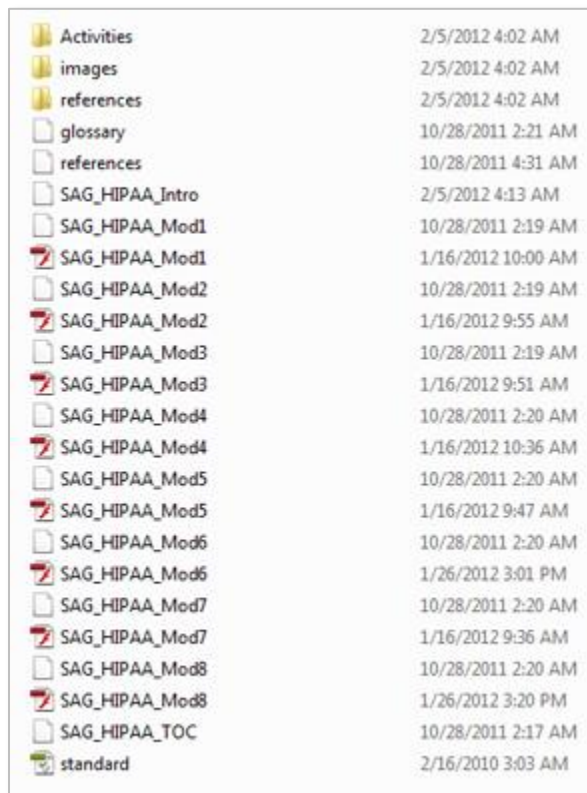 Activities 2/5/2012 4:02 AM
images 2/5/2012 4:02 AM
references 2/5/2012 4:02 AM
glossary 10/28/2011 2:21 AM
references 10/28/2011 4:31 AM
SAG_HIPAA_Intro 2/5/2012 4:13 AM
SAG_HIPAA_Mod1 10/28/2011 2:19 AM
SAG_HIPAA_Mod1 1/16/2012 10:00 AM
SAG_HIPAA_Mod2 10/28/2011 2:19 AM
SAG_HIPAA_Mod2 1/16/2012 9:55 AM
SAG_HIPAA_Mod3 10/28/2011 2:19 AM
SAG_HIPAA_Mod3 1/16/2012 9:51 AM
SAG_HIPAA_Mod4 10/28/2011 2:20 AM
SAG_HIPAA_Mod4 1/16/2012 10:36 AM
SAG_HIPAA_Mod5 10/28/2011 2:20 AM
SAG_HIPAA_Mod5 1/16/2012 9:47 AM
SAG_HIPAA_Mod6 10/28/2011 2:20 AM
SAG_HIPAA_Mod6 1/26/2012 3:01 PM
SAG_HIPAA_Mod7 10/28/2011 2:20 AM
SAG_HIPAA_Mod7 1/16/2012 9:36 AM
SAG_HIPAA_Mod8 10/28/2011 2:20 AM
SAG_HIPAA_Mod8 1/26/2012 3:20 PM
SAG_HIPAA_TOC 10/28/2011 2:17 AM
standard 2/16/2010 3:03 AM